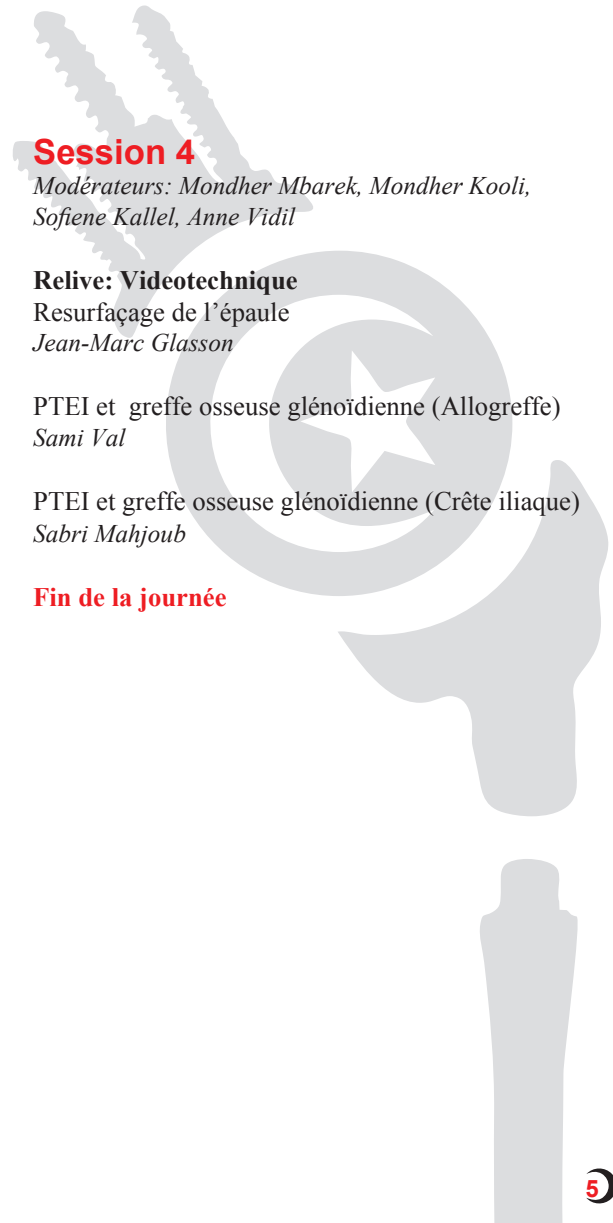 Session 4
Modérateurs: Mondher Mbarek, Mondher Kooli,
Sofiene Kallel, Anne Vidil
Relive: Videotechnique
Resurfaçage de l’épaule
Jean-Marc Glasson
PTEI et  greffe osseuse glénoïdienne (Allogreffe)
Sami Val
PTEI et greffe osseuse glénoïdienne (Crête iliaque)
Sabri Mahjoub
Fin de la journée
5